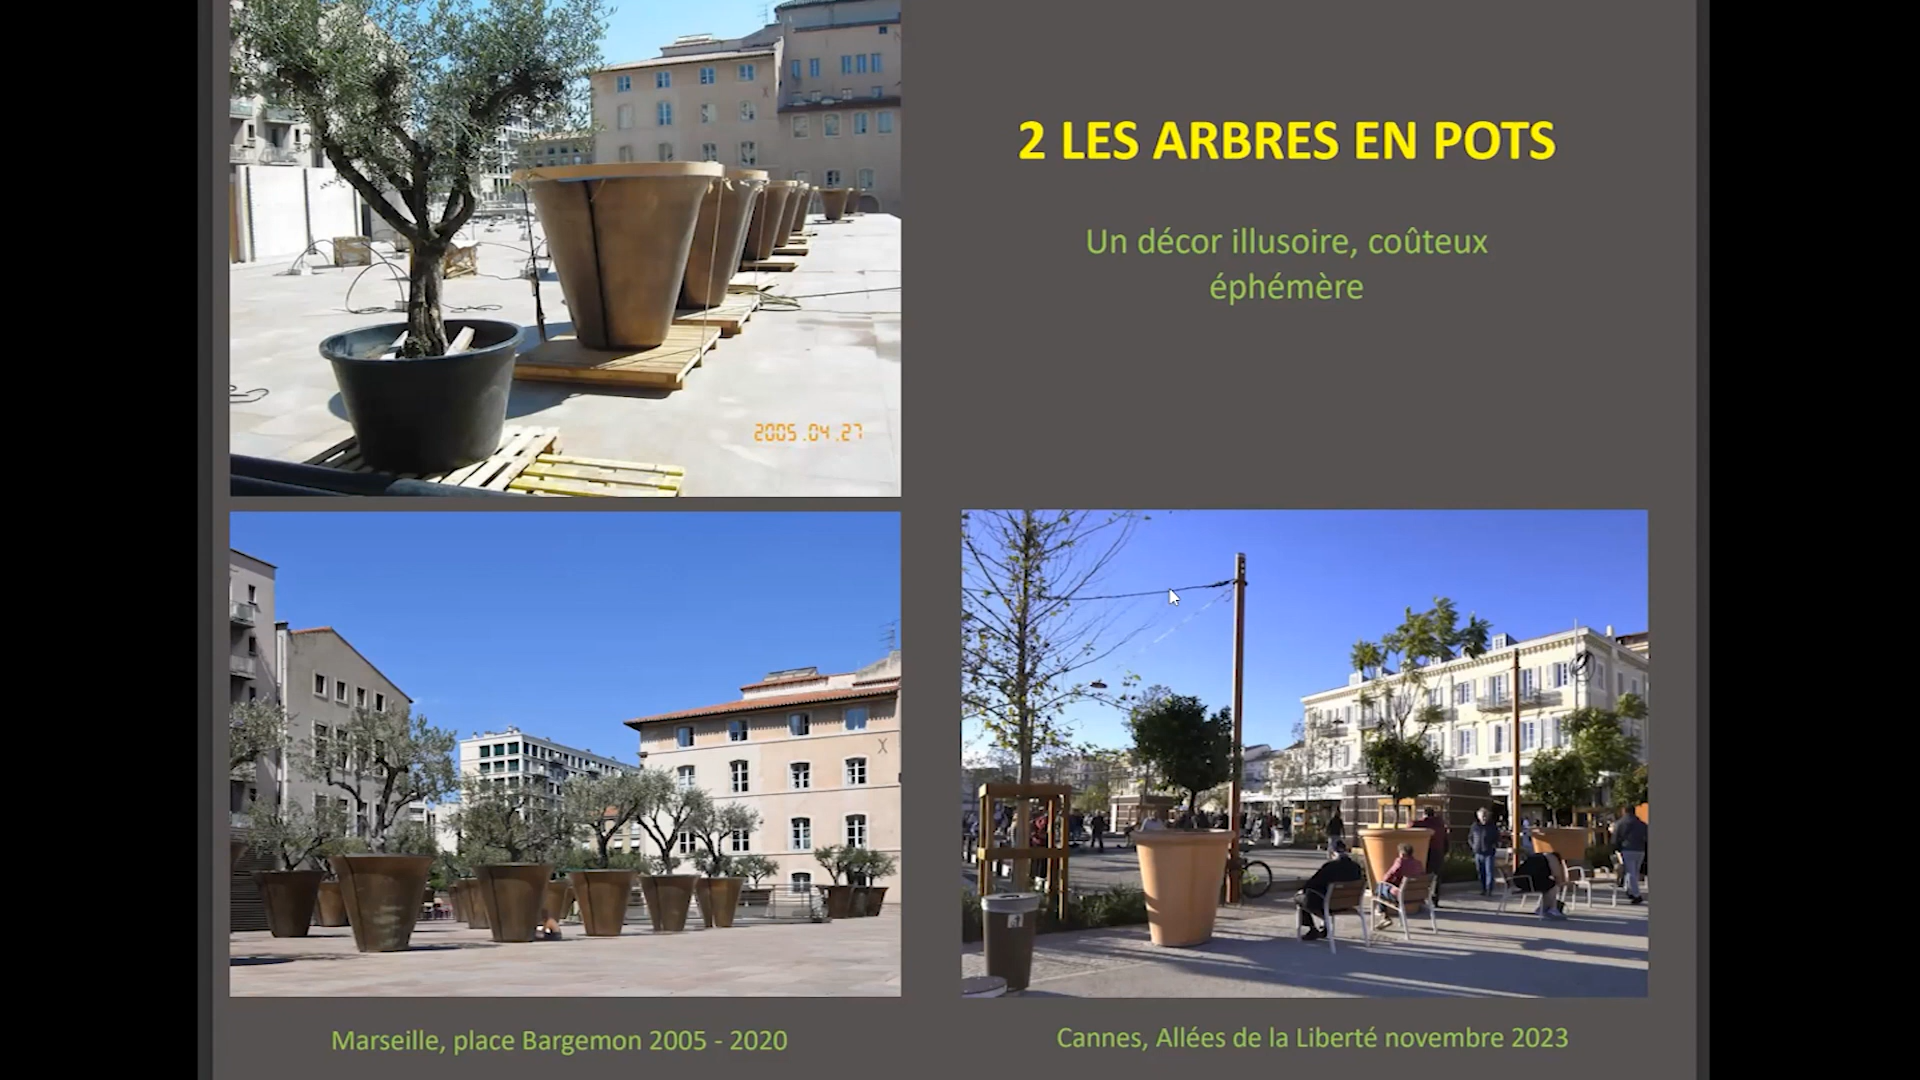 2 LES ARBRES EN POTS
Un décor illusoire, coûteux
éphémère
2005.04.27
Marseille, place Bargemon 2005 - 2020
Cannes, Allées de la Liberté novembre 2023